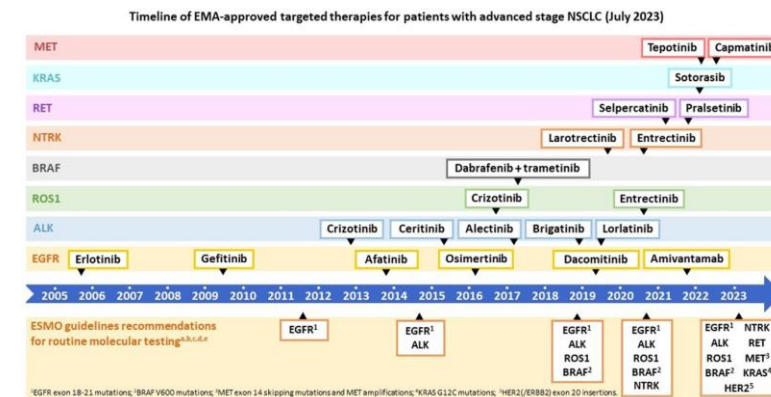 Timeline of EMA-approved targeted therapies for patients with advanced stage NSCLC (July 2023)
MET
Tepotinib
Capmatinib
KRAS
Sotorasib
RET
Selpercatinib
Pralsetinib
NTRK
Larotrectinib
Entrectinib
BRAF
Dabrafenib + trametinib
ROS1
Crizotinib
Entrectinib
ALK
Crizotinib
Ceritinib
Alectinib
Brigatinib
Lorlatinib
EGFR
Erlotinib
Gefitinib
Afatinib
Osimertinib
Dacomitinib
Amivantamab
2005 2006 2007 2008 2009 2010 2011 2012 2013 2014 2015 2016 2017 2018 2019 2020 2021 2022 2023
ESMO guidelines recommendations
for routine molecular testing a,b,c,d,e
EGFR¹
EGFR¹
ALK
EGFR¹
ALK
ROS1
BRAF²
EGFR¹
ALK
ROS1
BRAF²
NTRK
EGFR¹ NTRK
ALK RET
ROS1 MET³
BRAF² KRAS⁴
HER2⁵
¹EGFR exon 18-21 mutations; ²BRAF V600 mutations; ³MET exon 14 skipping mutations and MET amplifications; ⁴KRAS G12C mutations; ⁵HER2(/ERBB2) exon 20 insertions.